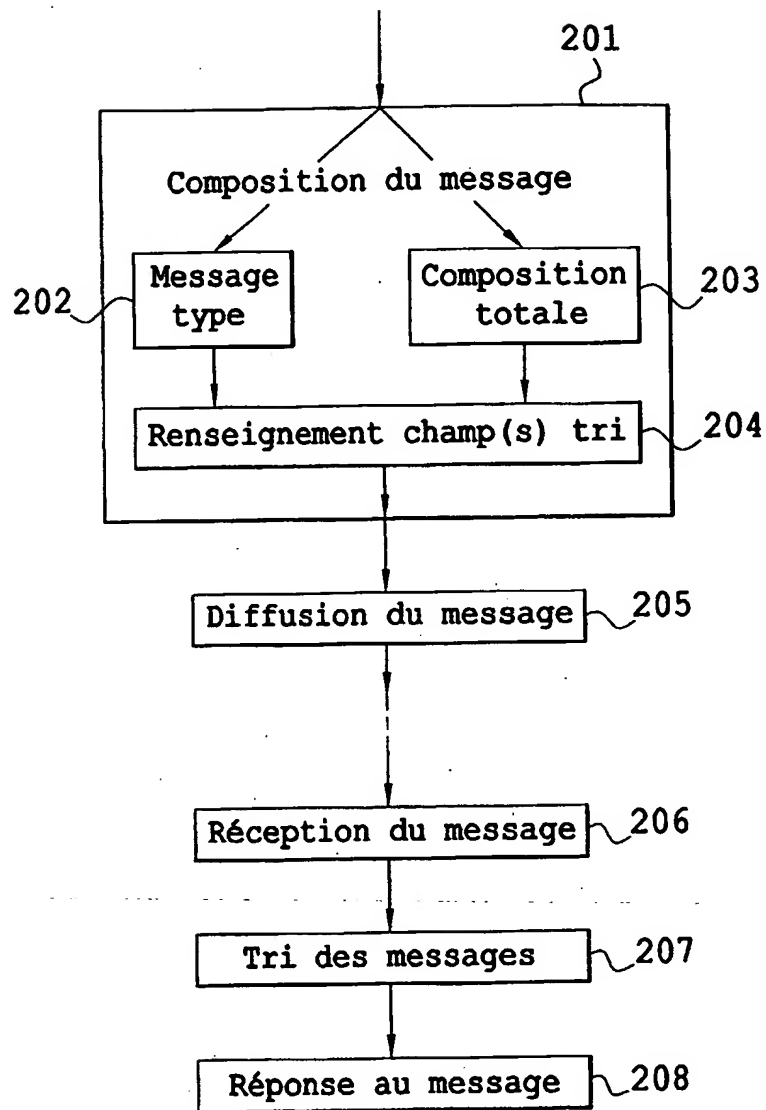 201
Composition du message
Message
type
202
Composition
totale
203
Renseignement champ(s) tri
204
Diffusion du message
205
Réception du message
206
Tri des messages
207
Réponse au message
208